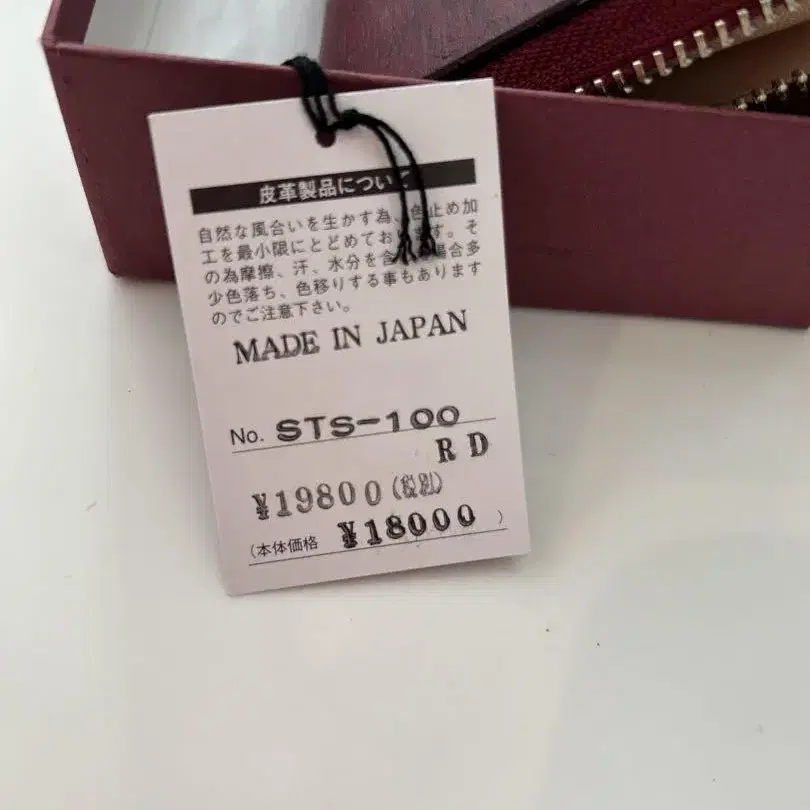 皮革製品について
自然な風合いを生かす為、色止め加
工を最小限にとどめております。そ
の為摩擦、汗、水分を含 場合多
少色落ち、色移りする事もあります
のでご注意下さい。
MADE IN JAPAN
No. STS-100
RD
¥19800(税別)
(本体価格 ¥18000)